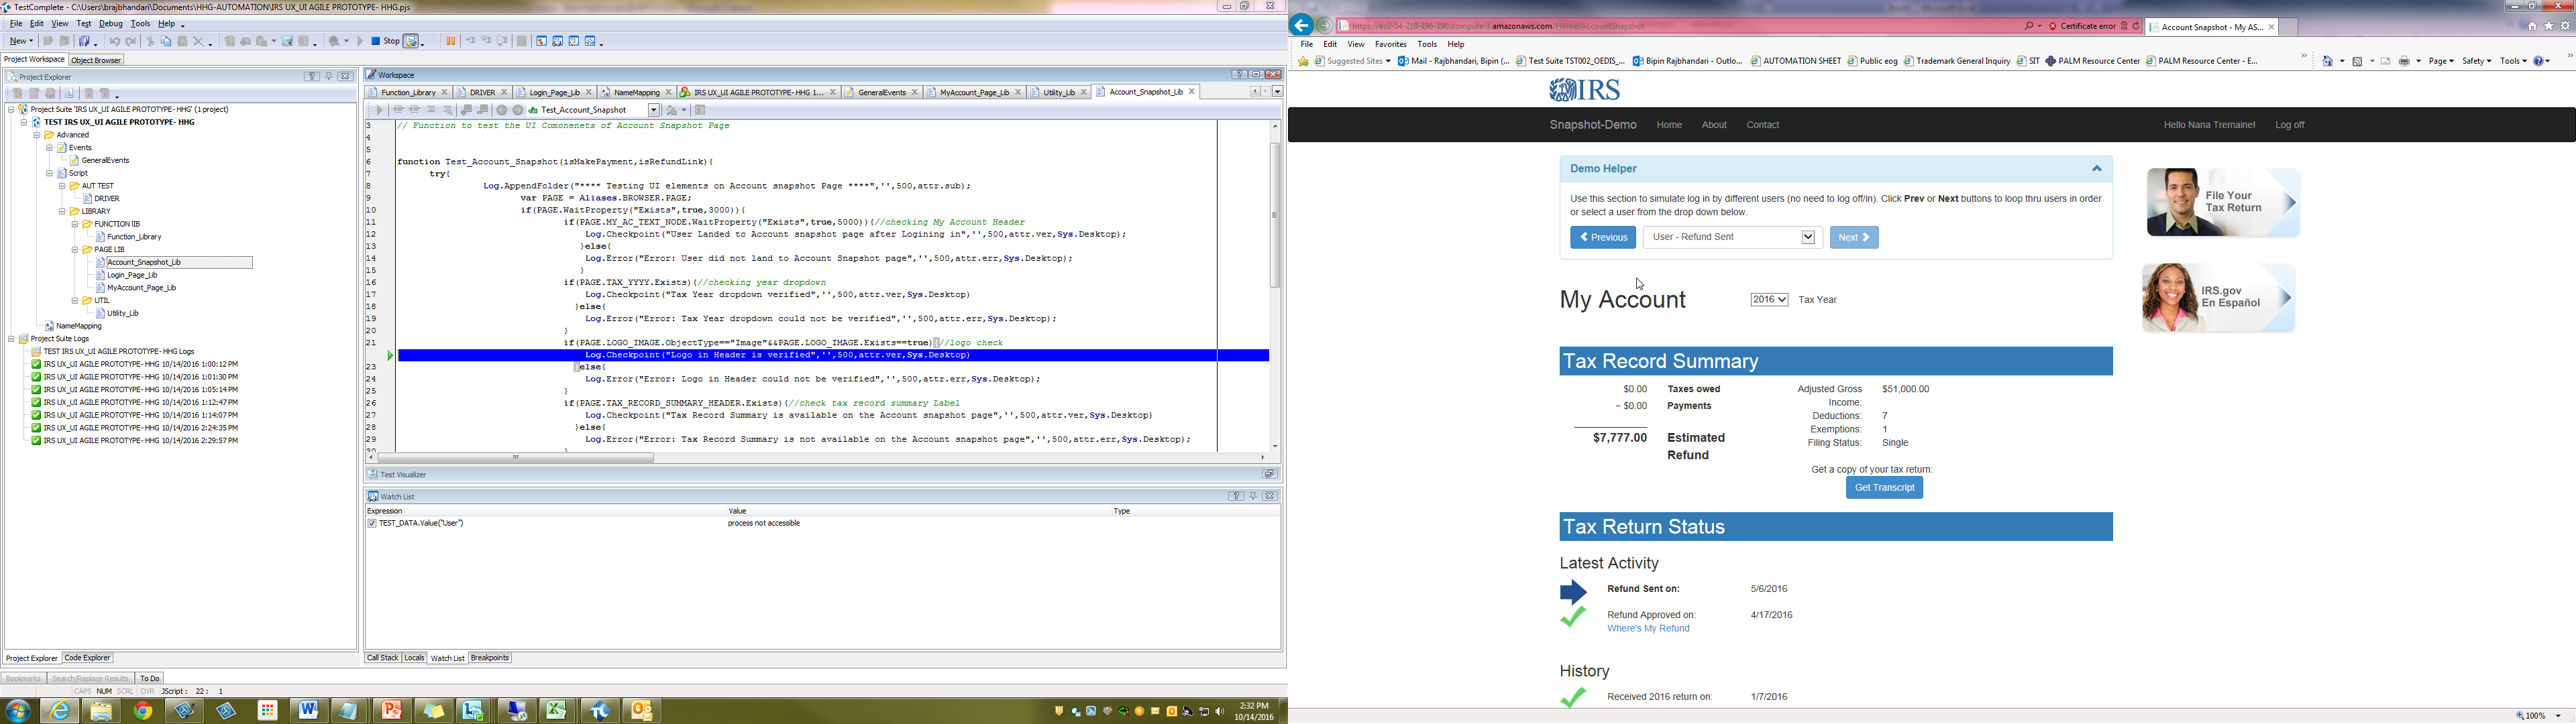 TestComplete - C:\Users\brajbhandari\Documents\HHG-AUTOMATION\IRS UX_UI AGILE PROTOTYPE- HHG.pjs
File Edit View Test Debug Tools Help
New Stop
Project Workspace Object Browser
Project Explorer
Project Suite 'IRS UX_UI AGILE PROTOTYPE- HHG' (1 project)
TEST IRS UX_UI AGILE PROTOTYPE- HHG
Advanced
Events
GeneralEvents
Script
AUT TEST
DRIVER
LIBRARY
FUNCTION lIB
Function_Library
PAGE LIB
Account_Snapshot_Lib
Login_Page_Lib
MyAccount_Page_Lib
UTIL
Utility_Lib
NameMapping
Project Suite Logs
TEST IRS UX_UI AGILE PROTOTYPE- HHG Logs
IRS UX_UI AGILE PROTOTYPE- HHG 10/14/2016 1:00:12 PM
IRS UX_UI AGILE PROTOTYPE- HHG 10/14/2016 1:01:30 PM
IRS UX_UI AGILE PROTOTYPE- HHG 10/14/2016 1:05:14 PM
IRS UX_UI AGILE PROTOTYPE- HHG 10/14/2016 1:12:47 PM
IRS UX_UI AGILE PROTOTYPE- HHG 10/14/2016 1:14:07 PM
IRS UX_UI AGILE PROTOTYPE- HHG 10/14/2016 2:24:35 PM
IRS UX_UI AGILE PROTOTYPE- HHG 10/14/2016 2:29:57 PM
Project Explorer Code Explorer
Workspace
Function_Library DRIVER Login_Page_Lib NameMapping IRS UX_UI AGILE PROTOTYPE- HHG 1... GeneralEvents MyAccount_Page_Lib Utility_Lib Account_Snapshot_Lib
Test_Account_Snapshot
3 // Function to test the UI Comonenets of Account Snapshot Page
4
5
6 function Test_Account_Snapshot(isMakePayment,isRefundLink){
7 try{
8 Log.AppendFolder("**** Testing UI elements on Account snapshot Page ****",'',500,attr.sub);
9 var PAGE = Aliases.BROWSER.PAGE;
10 if(PAGE.WaitProperty("Exists",true,3000)){
11 if(PAGE.MY_AC_TEXT_NODE.WaitProperty("Exists",true,5000)){//checking My Account Header
12 Log.Checkpoint("User Landed to Account snapshot page after Logining in",'',500,attr.ver,Sys.Desktop);
13 }else{
14 Log.Error("Error: User did not land to Account Snapshot page",'',500,attr.err,Sys.Desktop);
15 }
16 if(PAGE.TAX_YYYY.Exists){//checking year dropdown
17 Log.Checkpoint("Tax Year dropdown verified",'',500,attr.ver,Sys.Desktop)
18 }else{
19 Log.Error("Error: Tax Year dropdown could not be verified",'',500,attr.err,Sys.Desktop);
20 }
21 if(PAGE.LOGO_IMAGE.ObjectType=="Image"&&PAGE.LOGO_IMAGE.Exists==true){//logo check
Log.Checkpoint("Logo in Header is verified",'',500,attr.ver,Sys.Desktop)
23 }else{
24 Log.Error("Error: Logo in Header could not be verified",'',500,attr.err,Sys.Desktop);
25 }
26 if(PAGE.TAX_RECORD_SUMMARY_HEADER.Exists){//check tax record summary Label
27 Log.Checkpoint("Tax Record Summary is available on the Account snapshot page",'',500,attr.ver,Sys.Desktop)
28 }else{
29 Log.Error("Error: Tax Record Summary is not available on the Account snapshot page",'',500,attr.err,Sys.Desktop);
30 }
Test Visualizer
Watch List
Expression Value Type
TEST_DATA.Value("User") process not accessible
Call Stack Locals Watch List Breakpoints
Bookmarks Search/Replace Results To Do
CAPS NUM SCRL OVR JScript: 22: 1
2:32 PM
10/14/2016
https://ec2-54-210-196-190.compute-1.amazonaws.com/Home/AccountSnapshot Certificate error Account Snapshot - My AS...
File Edit View Favorites Tools Help
Suggested Sites Mail - Rajbhandari, Bipin (... Test Suite TST002_OEDIS_... Bipin Rajbhandari - Outlo... AUTOMATION SHEET Public eog Trademark General Inquiry SIT PALM Resource Center PALM Resource Center - E... Page Safety Tools
IRS
Snapshot-Demo Home About Contact Hello Nana Tremaine! Log off
Demo Helper
Use this section to simulate log in by different users (no need to log off/in). Click Prev or Next buttons to loop thru users in order
or select a user from the drop down below.
Previous User - Refund Sent Next
File Your
Tax Return
IRS.gov
En Español
My Account 2016 Tax Year
Tax Record Summary
$0.00 Taxes owed
− $0.00 Payments
$7,777.00 Estimated
Refund
Adjusted Gross $51,000.00
Income:
Deductions: 7
Exemptions: 1
Filing Status: Single
Get a copy of your tax return:
Get Transcript
Tax Return Status
Latest Activity
Refund Sent on: 5/6/2016
Refund Approved on: 4/17/2016
Where's My Refund
History
Received 2016 return on: 1/7/2016
100%